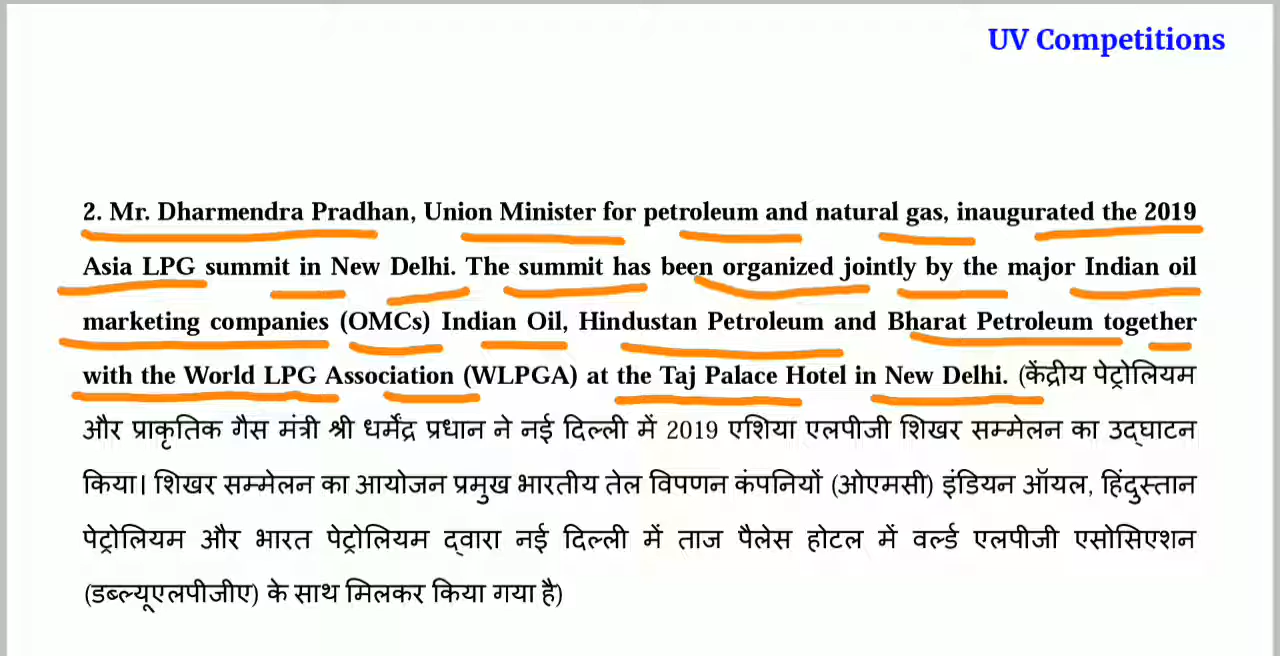 UV Competitions
2. Mr. Dharmendra Pradhan, Union Minister for petroleum and natural gas, inaugurated the 2019
Asia LPG summit in New Delhi. The summit has been organized jointly by the major Indian oil
marketing companies (OMCs) Indian Oil, Hindustan Petroleum and Bharat Petroleum together
with the World LPG Association (WLPGA) at the Taj Palace Hotel in New Delhi. (केंद्रीय पेट्रोलियम
और प्राकृतिक गैस मंत्री श्री धर्मेंद्र प्रधान ने नई दिल्ली में 2019 एशिया एलपीजी शिखर सम्मेलन का उद्घाटन
किया। शिखर सम्मेलन का आयोजन प्रमुख भारतीय तेल विपणन कंपनियों (ओएमसी) इंडियन ऑयल, हिंदुस्तान
पेट्रोलियम और भारत पेट्रोलियम द्वारा नई दिल्ली में ताज पैलेस होटल में वर्ल्ड एलपीजी एसोसिएशन
(डब्ल्यूएलपीजीए) के साथ मिलकर किया गया है)